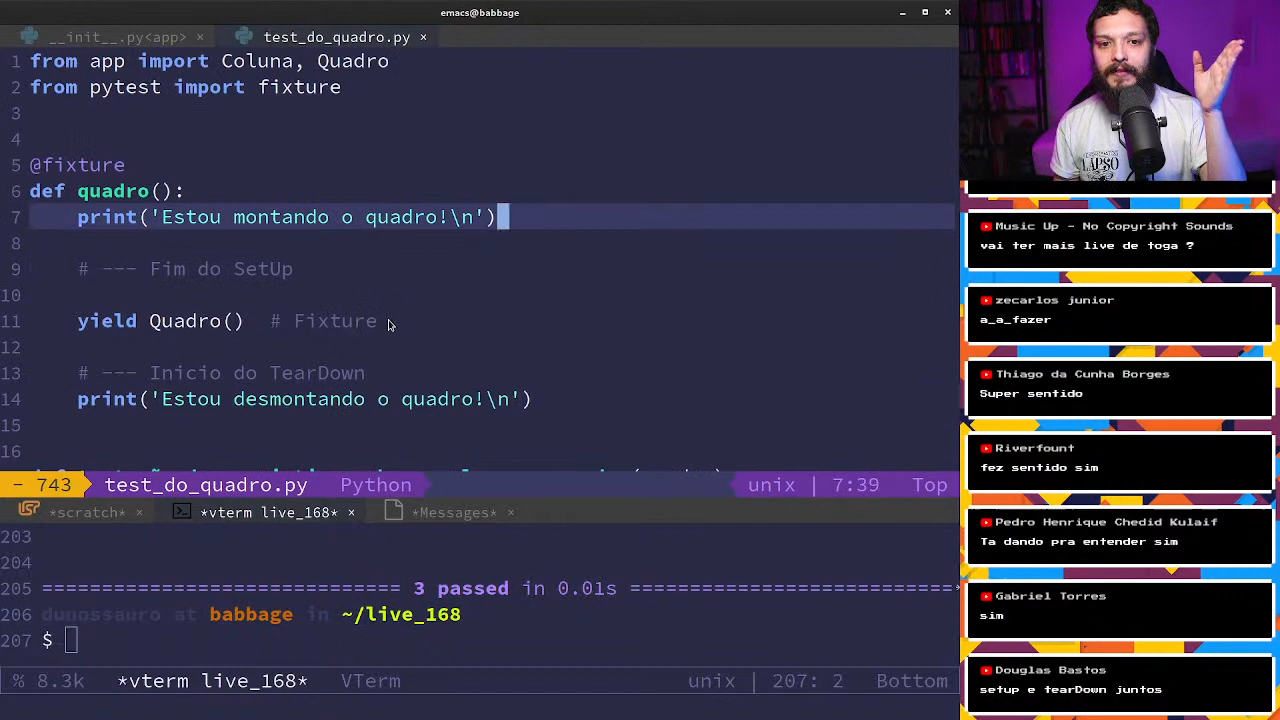 emacs@babbage
__init__.py<app> × test_do_quadro.py ×
1 from app import Coluna, Quadro
2 from pytest import fixture
3
4
5 @fixture
6 def quadro():
7 print('Estou montando o quadro!\n')
8
9 # --- Fim do SetUp
10
11 yield Quadro() # Fixture
12
13 # --- Inicio do TearDown
14 print('Estou desmontando o quadro!\n')
15
16
- 743 test_do_quadro.py Python unix | 7:39 Top
*scratch* × *vterm live_168* × *Messages* ×
203
204
205 ============================== 3 passed in 0.01s ===========================
206 dunossauro at babbage in ~/live_168
207 $
% 8.3k *vterm live_168* VTerm unix | 207: 2 Bottom
LAPSO
Music Up - No Copyright Sounds
vai ter mais live de toga ?
zecarlos junior
a_a_fazer
Thiago da Cunha Borges
Super sentido
Riverfount
fez sentido sim
Pedro Henrique Chedid Kulaif
Ta dando pra entender sim
Gabriel Torres
sim
Douglas Bastos
setup e tearDown juntos